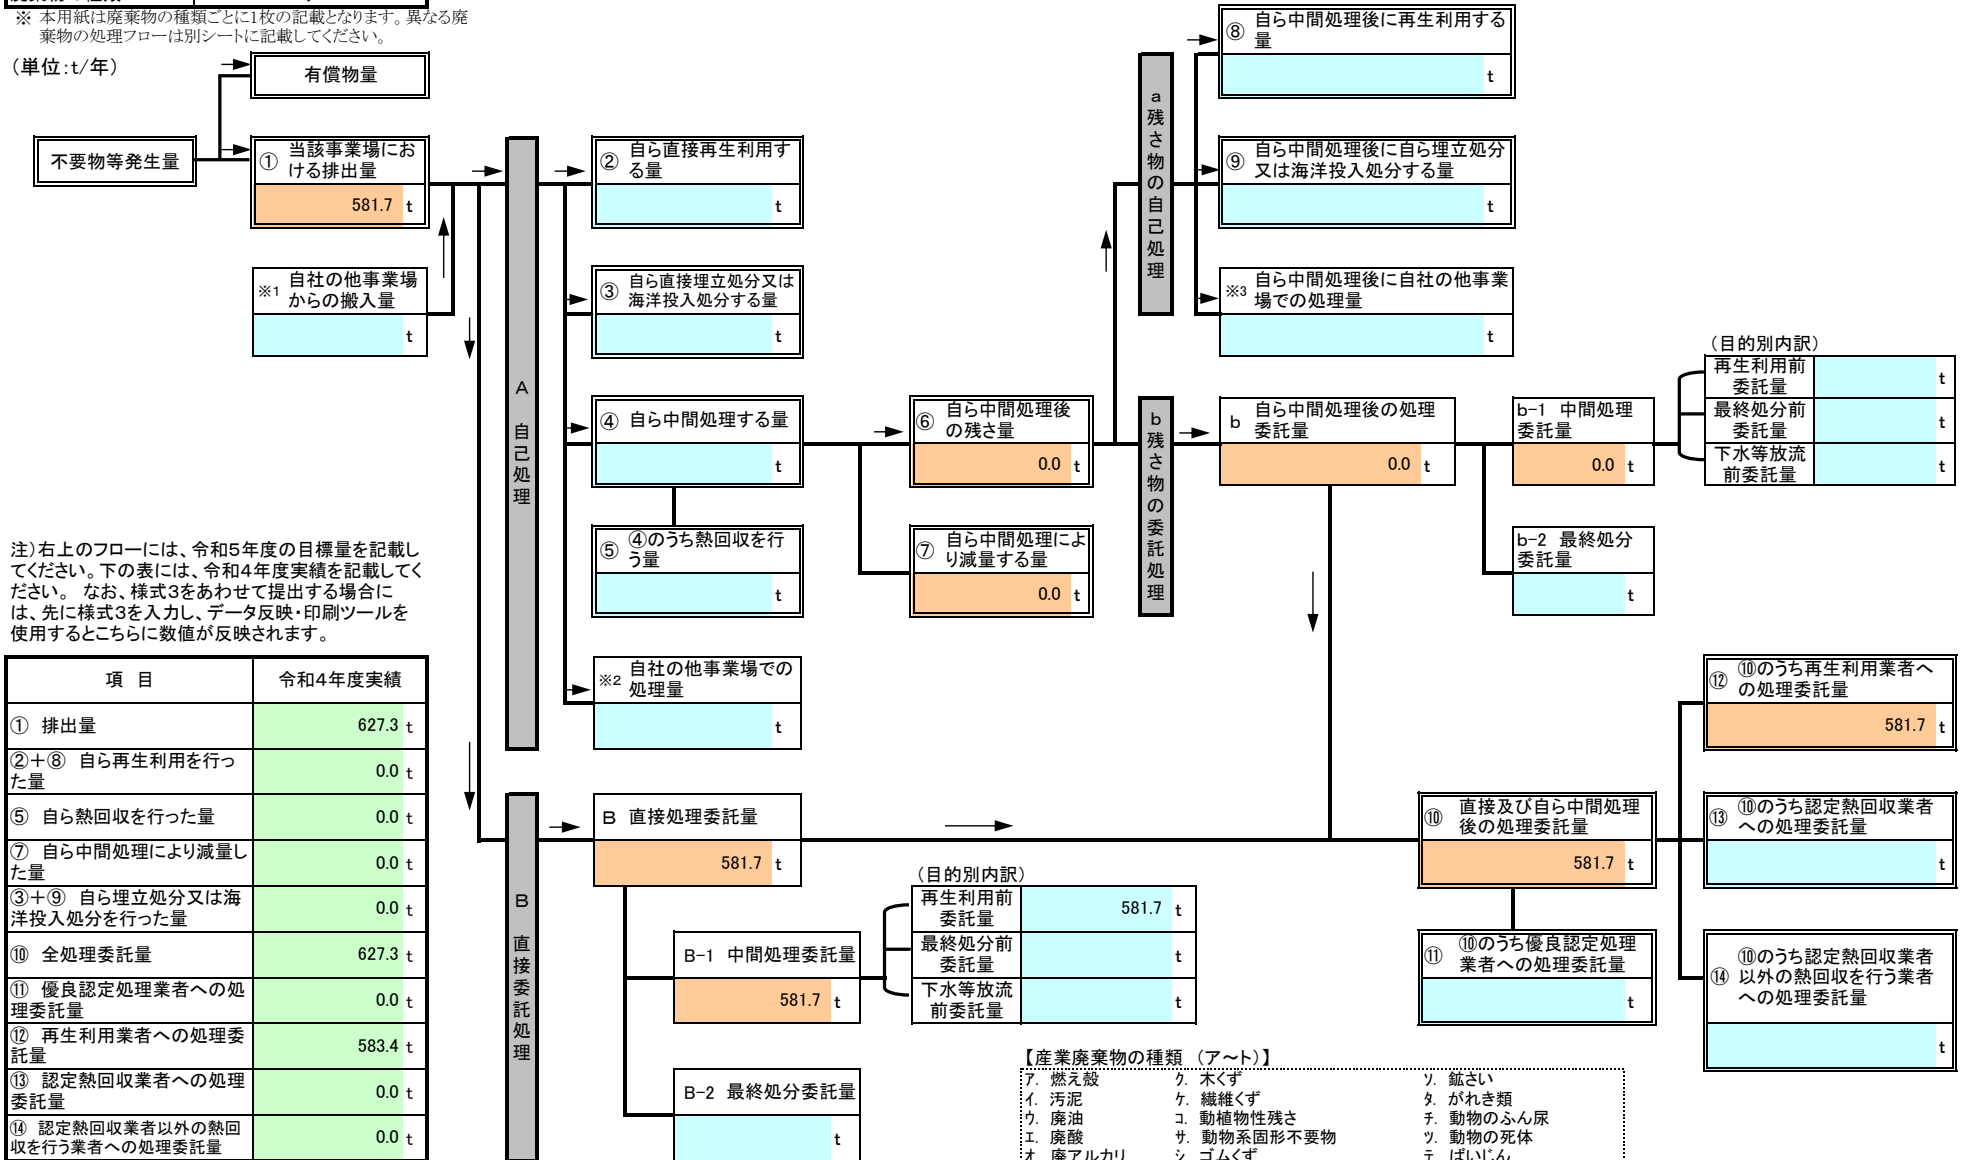 ※ 本用紙は廃棄物の種類ごとに1枚の記載となります。異なる廃
棄物の処理フローは別シートに記載してください。
(単位:t/年)
有償物量
不要物等発生量
① 当該事業場にお
ける排出量
581.7 t
※1 自社の他事業場
からの搬入量
t
A 自己処理
② 自ら直接再生利用す
る量
t
③ 自ら直接埋立処分又は
海洋投入処分する量
t
④ 自ら中間処理する量
t
⑤ ④のうち熱回収を行
う量
t
※2 自社の他事業場での
処理量
t
⑥ 自ら中間処理後
の残さ量
0.0 t
⑦ 自ら中間処理によ
り減量する量
0.0 t
a 残さ物の自己処理
⑧ 自ら中間処理後に再生利用する
量
t
⑨ 自ら中間処理後に自ら埋立処分
又は海洋投入処分する量
t
※3 自ら中間処理後に自社の他事業
場での処理量
t
b 残さ物の委託処理
b 自ら中間処理後の処理
委託量
0.0 t
b-1 中間処理
委託量
0.0 t
(目的別内訳)
再生利用前
委託量
t
最終処分前
委託量
t
下水等放流
前委託量
t
b-2 最終処分
委託量
t
注)右上のフローには、令和5年度の目標量を記載し
てください。下の表には、令和4年度実績を記載してく
ださい。 なお、様式3をあわせて提出する場合に
は、先に様式3を入力し、データ反映・印刷ツールを
使用するとこちらに数値が反映されます。
項 目 令和4年度実績
① 排出量 627.3 t
②+⑧ 自ら再生利用を行っ
た量 0.0 t
⑤ 自ら熱回収を行った量 0.0 t
⑦ 自ら中間処理により減量し
た量 0.0 t
③+⑨ 自ら埋立処分又は海
洋投入処分を行った量 0.0 t
⑩ 全処理委託量 627.3 t
⑪ 優良認定処理業者への処
理委託量 0.0 t
⑫ 再生利用業者への処理委
託量 583.4 t
⑬ 認定熱回収業者への処理
委託量 0.0 t
⑭ 認定熱回収業者以外の熱回
収を行う業者への処理委託量 0.0 t
B 直接委託処理
B 直接処理委託量
581.7 t
B-1 中間処理委託量
581.7 t
(目的別内訳)
再生利用前
委託量
581.7 t
最終処分前
委託量
t
下水等放流
前委託量
t
B-2 最終処分委託量
t
⑩ 直接及び自ら中間処理
後の処理委託量
581.7 t
⑪ ⑩のうち優良認定処理
業者への処理委託量
t
⑫ ⑩のうち再生利用業者へ
の処理委託量
581.7 t
⑬ ⑩のうち認定熱回収業者
への処理委託量
t
⑭ ⑩のうち認定熱回収業者
以外の熱回収を行う業者
への処理委託量
t
【産業廃棄物の種類 (ア~ト)】
ア. 燃え殻 ク. 木くず ソ. 鉱さい
イ. 汚泥 ケ. 繊維くず タ. がれき類
ウ. 廃油 コ. 動植物性残さ チ. 動物のふん尿
エ. 廃酸 サ. 動物系固形不要物 ツ. 動物の死体
オ. 廃アルカリ シ. ゴムくず テ. ばいじん